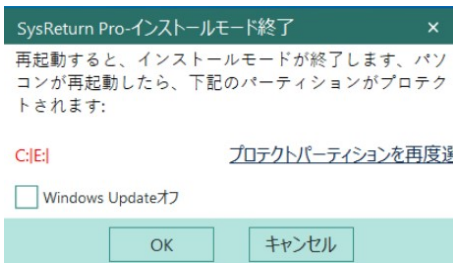 SysReturn Pro-インストールモード終了
再起動すると、インストールモードが終了します、パソ
コンが再起動したら、下記のパーティションがプロテク
トされます:
C:|E:| プロテクトパーティションを再度選
Windows Updateオフ
OK キャンセル